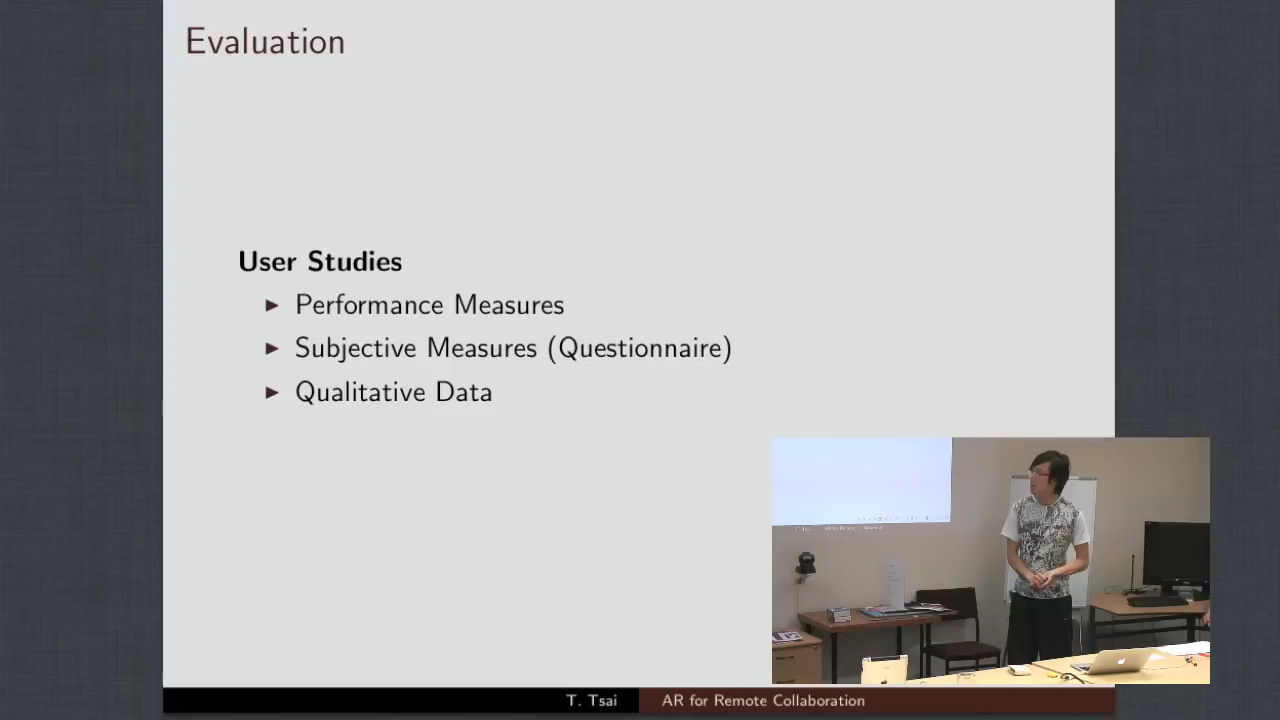 Evaluation
User Studies
Performance Measures
Subjective Measures (Questionnaire)
Qualitative Data
T. Tsai
AR for Remote Collaboration